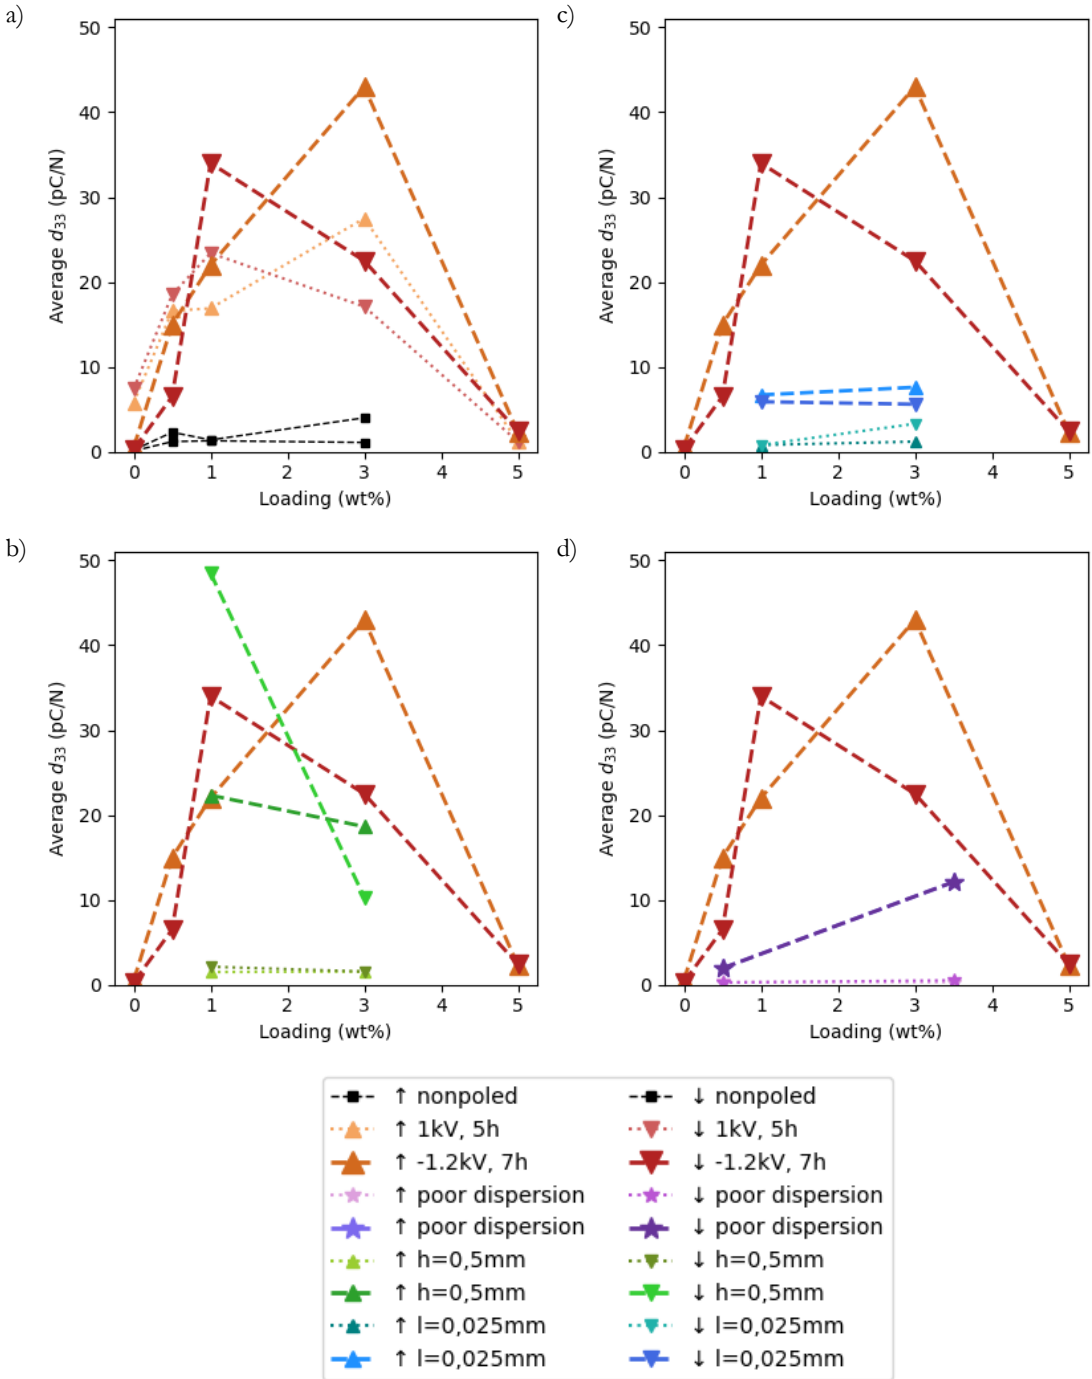 a)
50
40
30
20
10
0
Average d33 (pC/N)
0 1 2 3 4 5
Loading (wt%)
c)
50
40
30
20
10
0
Average d33 (pC/N)
0 1 2 3 4 5
Loading (wt%)
b)
50
40
30
20
10
0
Average d33 (pC/N)
0 1 2 3 4 5
Loading (wt%)
d)
50
40
30
20
10
0
Average d33 (pC/N)
0 1 2 3 4 5
Loading (wt%)
↑ nonpoled
↑ 1kV, 5h
↑ -1.2kV, 7h
↑ poor dispersion
↑ poor dispersion
↑ h=0,5mm
↑ h=0,5mm
↑ l=0,025mm
↑ l=0,025mm
↓ nonpoled
↓ 1kV, 5h
↓ -1.2kV, 7h
↓ poor dispersion
↓ poor dispersion
↓ h=0,5mm
↓ h=0,5mm
↓ l=0,025mm
↓ l=0,025mm